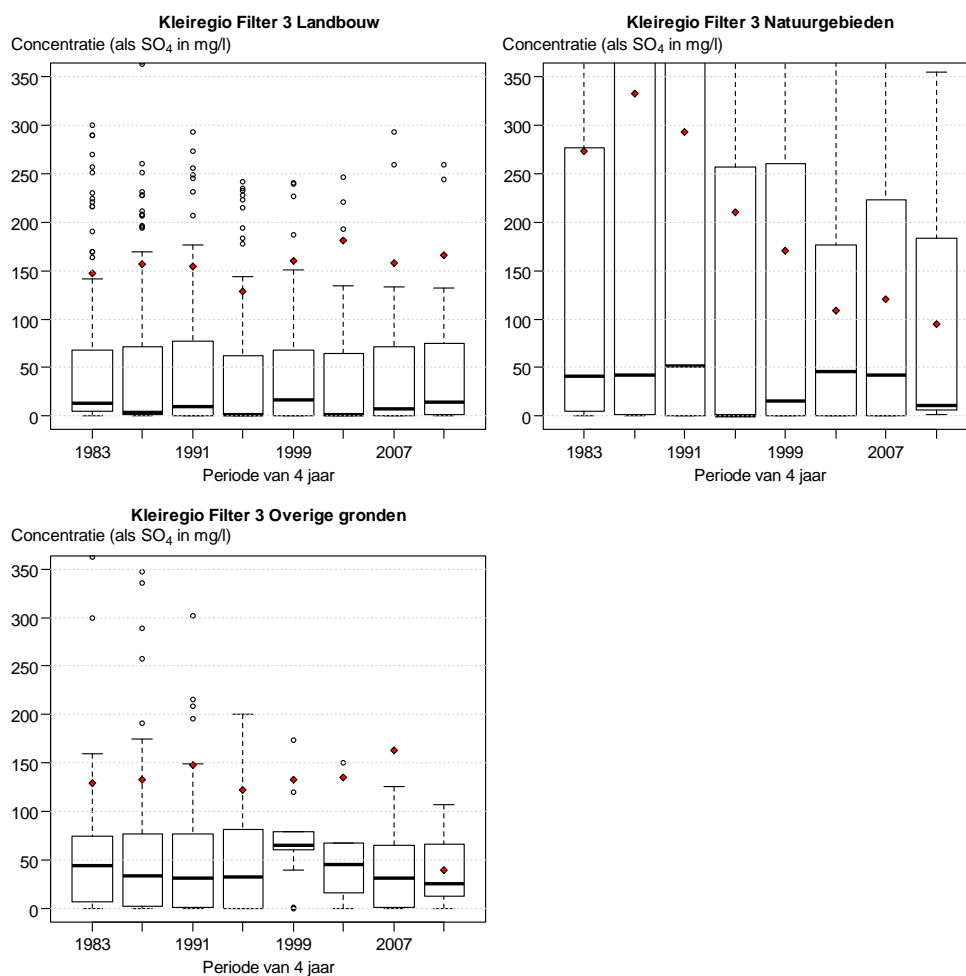 Kleiregio Filter 3 Landbouw
Concentratie (als SO₄ in mg/l)
350
300
250
200
150
100
50
0
1983 1991 1999 2007
Periode van 4 jaar
Kleiregio Filter 3 Natuurgebieden
Concentratie (als SO₄ in mg/l)
350
300
250
200
150
100
50
0
1983 1991 1999 2007
Periode van 4 jaar
Kleiregio Filter 3 Overige gronden
Concentratie (als SO₄ in mg/l)
350
300
250
200
150
100
50
0
1983 1991 1999 2007
Periode van 4 jaar